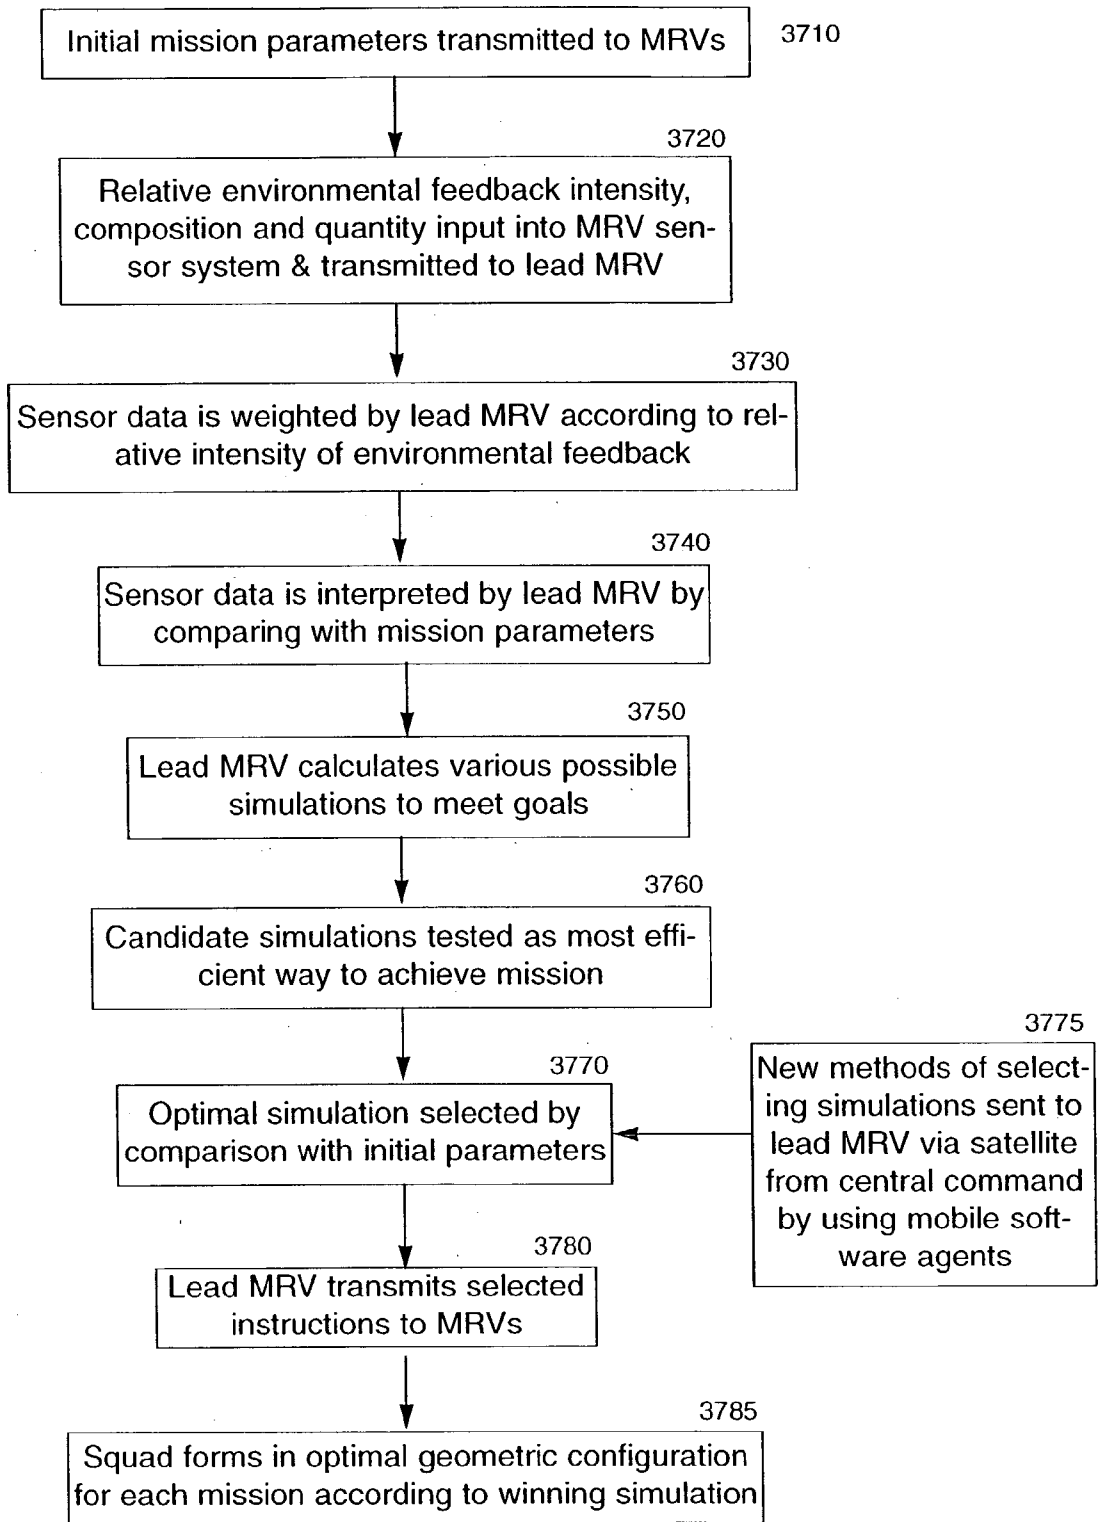 Initial mission parameters transmitted to MRVs
3710
3720
Relative environmental feedback intensity,
composition and quantity input into MRV sen-
sor system & transmitted to lead MRV
3730
Sensor data is weighted by lead MRV according to rel-
ative intensity of environmental feedback
3740
Sensor data is interpreted by lead MRV by
comparing with mission parameters
3750
Lead MRV calculates various possible
simulations to meet goals
3760
Candidate simulations tested as most effi-
cient way to achieve mission
3770
Optimal simulation selected by
comparison with initial parameters
3775
New methods of select-
ing simulations sent to
lead MRV via satellite
from central command
by using mobile soft-
ware agents
3780
Lead MRV transmits selected
instructions to MRVs
3785
Squad forms in optimal geometric configuration
for each mission according to winning simulation